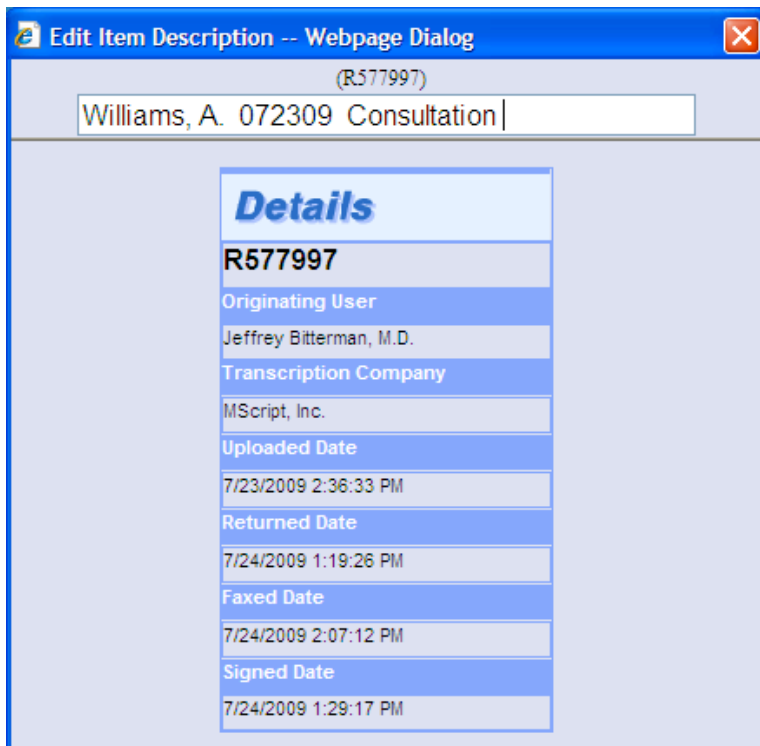 Edit Item Description -- Webpage Dialog
(R577997)
Williams, A. 072309 Consultation
Details
R577997
Originating User
Jeffrey Bitterman, M.D.
Transcription Company
MScript, Inc.
Uploaded Date
7/23/2009 2:36:33 PM
Returned Date
7/24/2009 1:19:26 PM
Faxed Date
7/24/2009 2:07:12 PM
Signed Date
7/24/2009 1:29:17 PM